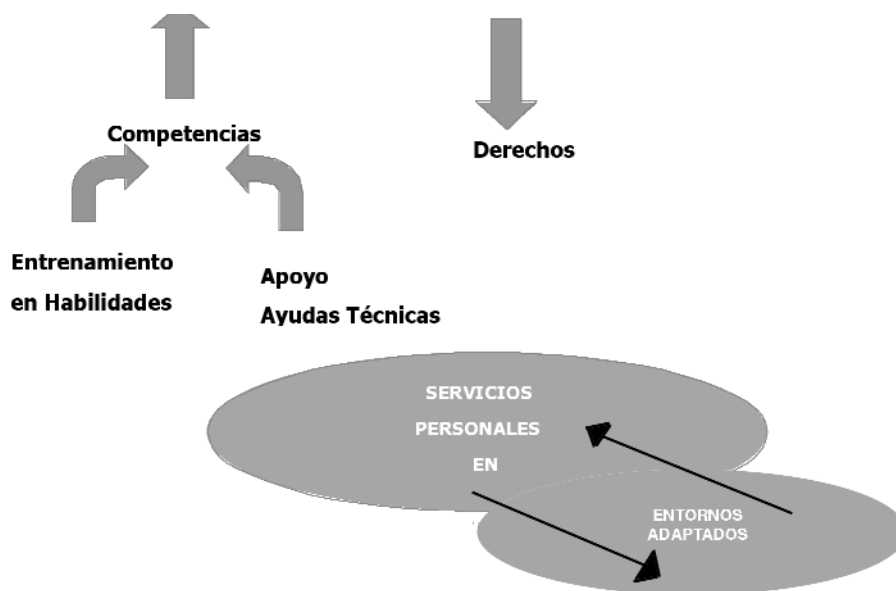 Competencias
Derechos
Entrenamiento
en Habilidades
Apoyo
Ayudas Técnicas
SERVICIOS
PERSONALES
EN
ENTORNOS
ADAPTADOS